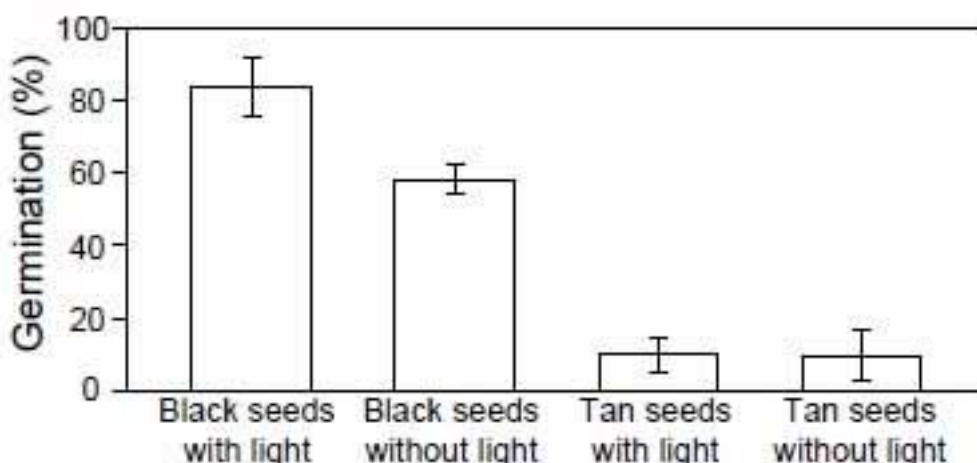 Germination (%)
100
80
60
40
20
0
Black seeds
with light
Black seeds
without light
Tan seeds
with light
Tan seeds
without light